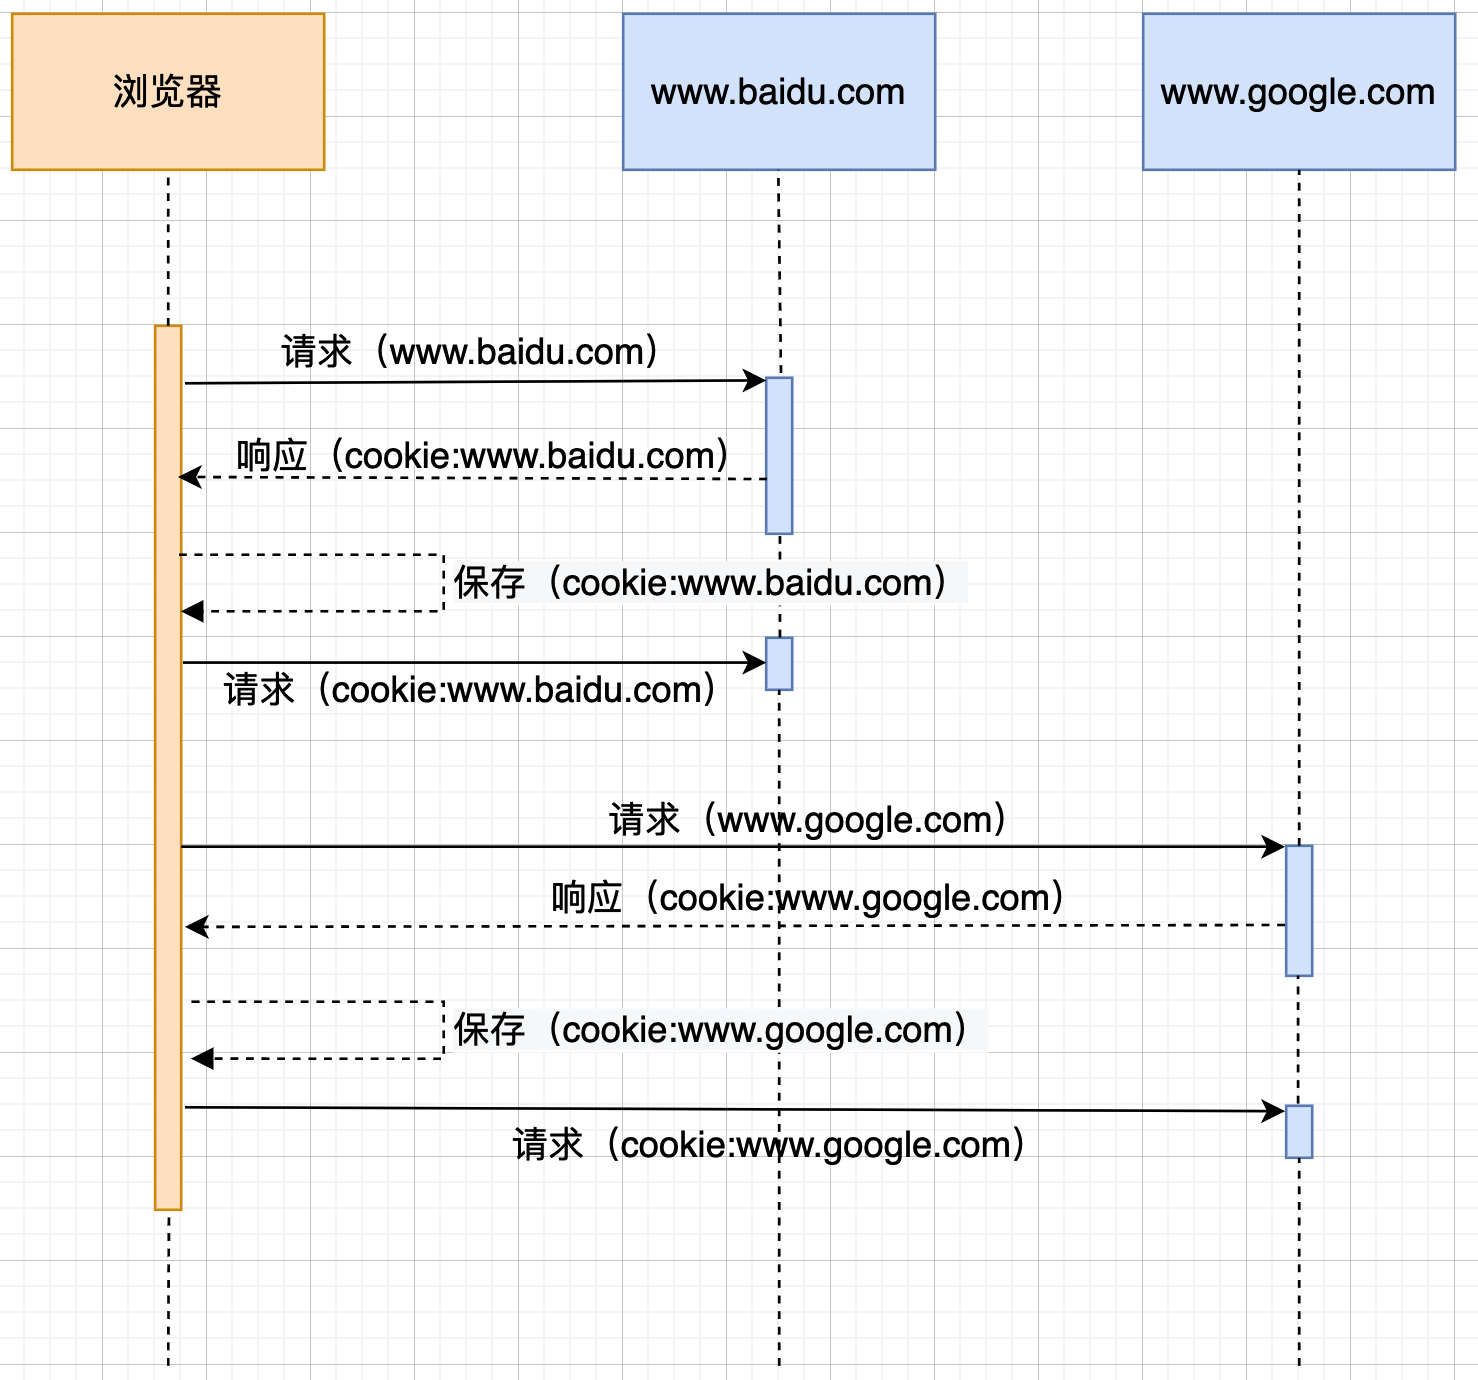 浏览器
www.baidu.com
www.google.com
请求（www.baidu.com）
响应（cookie:www.baidu.com）
保存（cookie:www.baidu.com）
请求（cookie:www.baidu.com）
请求（www.google.com）
响应（cookie:www.google.com）
保存（cookie:www.google.com）
请求（cookie:www.google.com）